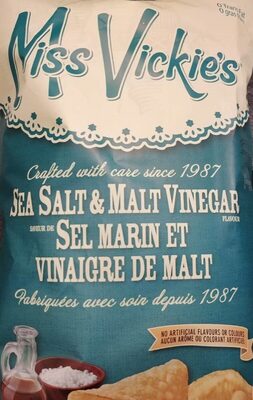 Miss Vickie's
Crafted with care since 1987
SEA SALT & MALT VINEGAR
FLAVOUR
SAVEUR DE
SEL MARIN ET
VINAIGRE DE MALT
Fabriquées avec soin depuis 1987
NO ARTIFICIAL FLAVOURS OR COLOURS
AUCUN ARÔME OU COLORANT ARTIFICIEL